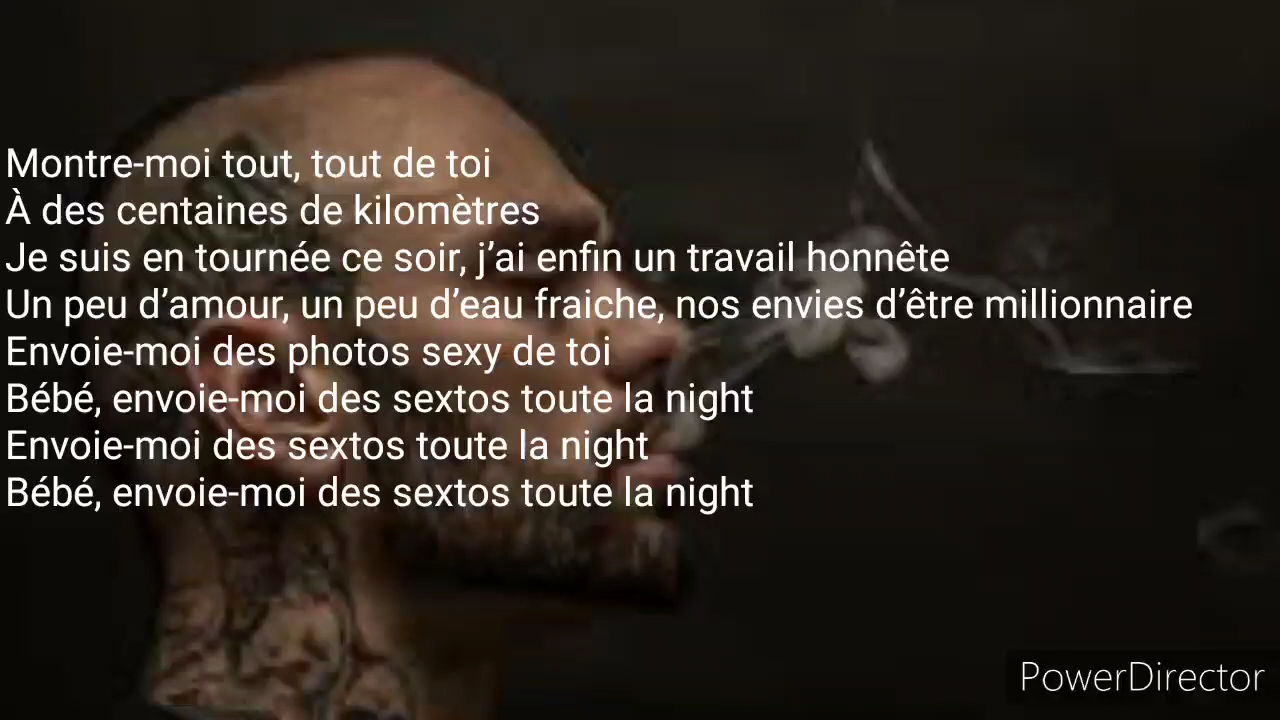 Montre-moi tout, tout de toi
À des centaines de kilomètres
Je suis en tournée ce soir, j’ai enfin un travail honnête
Un peu d’amour, un peu d’eau fraiche, nos envies d’être millionnaire
Envoie-moi des photos sexy de toi
Bébé, envoie-moi des sextos toute la night
Envoie-moi des sextos toute la night
Bébé, envoie-moi des sextos toute la night
PowerDirector